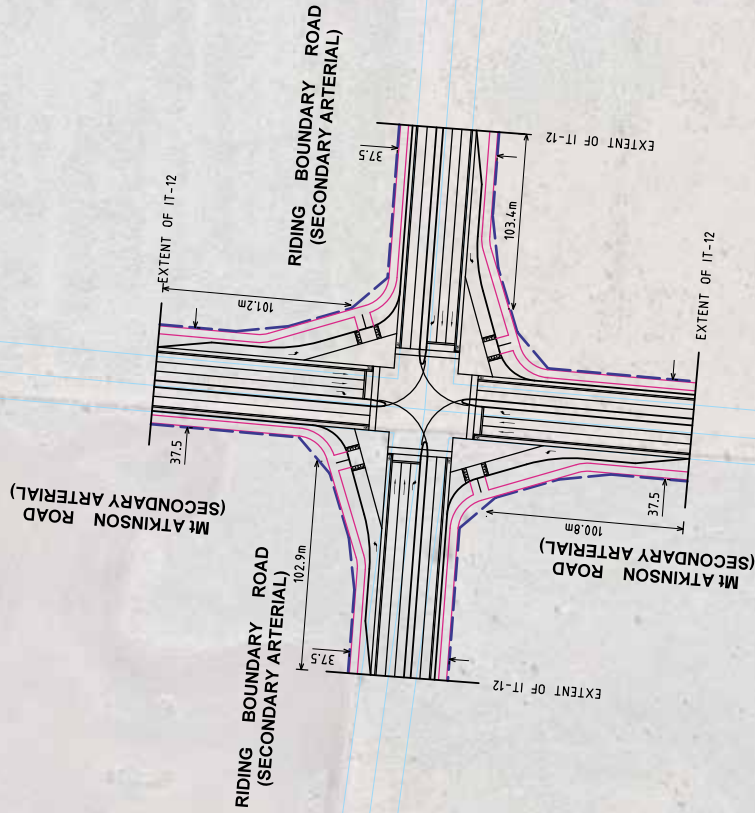 RIDING BOUNDARY ROAD
(SECONDARY ARTERIAL)
37.5
EXTENT OF IT-12
103.4m
EXTENT OF IT-12
101.2m
37.5
Mt ATKINSON ROAD
(SECONDARY ARTERIAL)
EXTENT OF IT-12
37.5
100.8m
Mt ATKINSON ROAD
(SECONDARY ARTERIAL)
102.9m
RIDING BOUNDARY ROAD
(SECONDARY ARTERIAL)
37.5
EXTENT OF IT-12